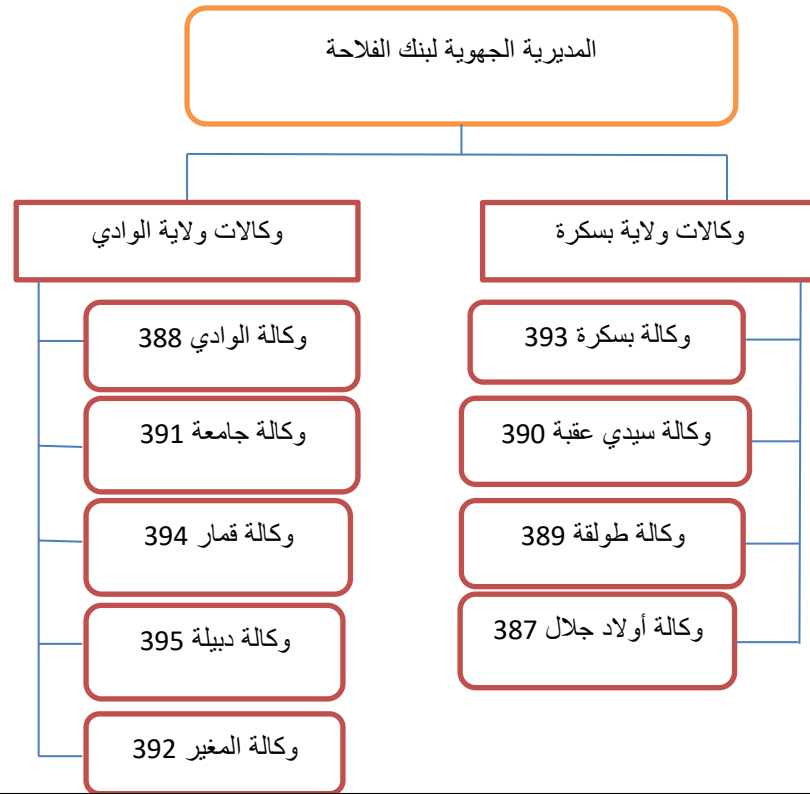 المديرية الجهوية لبنك الفلاحة
وكالات ولاية بسكرة
وكالة بسكرة 393
وكالة سيدي عقبة 390
وكالة طولقة 389
وكالة أولاد جلال 387
وكالات ولاية الوادي
وكالة الوادي 388
وكالة جامعة 391
وكالة قمار 394
وكالة دبيلة 395
وكالة المغير 392